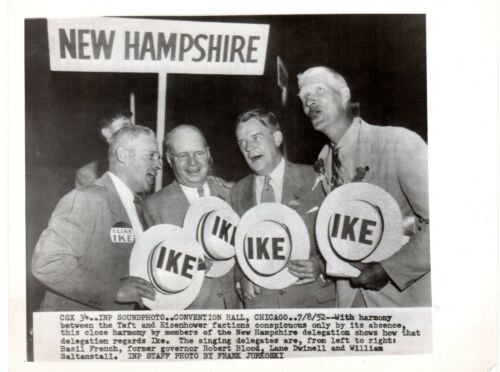 NEW HAMPSHIRE
I LIKE
IKE
IKE
IKE
IKE
IKE
CGX 34..INP SOUNDPHOTO..CONVENTION HALL, CHICAGO..7/8/52--With harmony
between the Taft and Eisenhower factions conspicuous only by its absence,
this close harmony by members of the New Hampshire delegation shows how that
delegation regards Ike. The singing delegates are, from left to right:
Basil French, former governor Robert Blood, Lane Dwinell and William
Saltanstall. INP STAFF PHOTO BY FRANK JURKOSKI